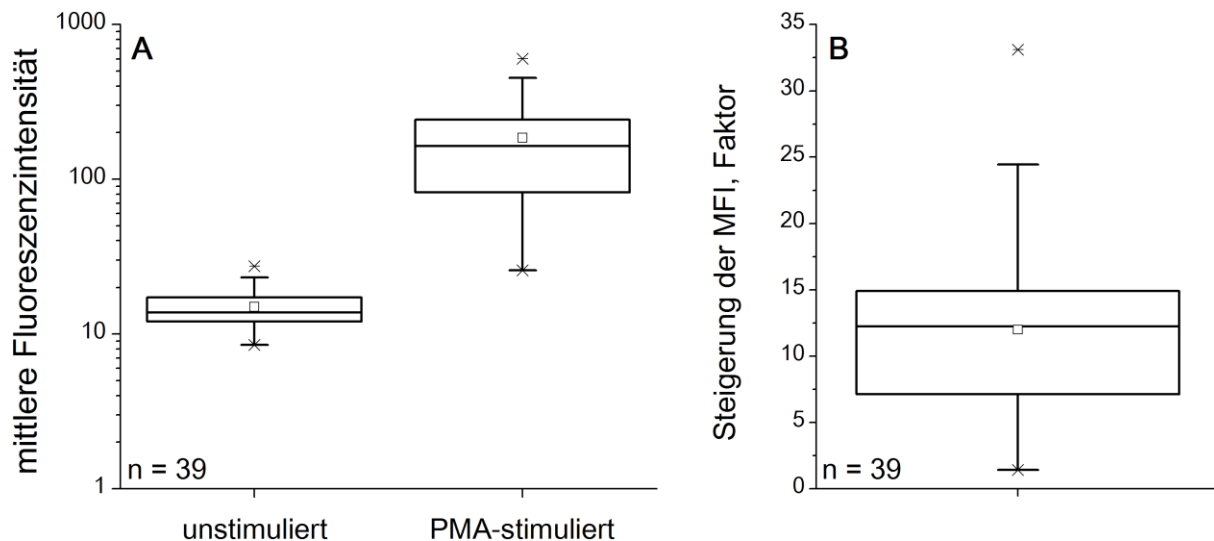 A
mittlere Fluoreszenzintensität
1000
100
10
1
n = 39
unstimuliert
PMA-stimuliert
B
Steigerung der MFI, Faktor
35
30
25
20
15
10
5
0
n = 39